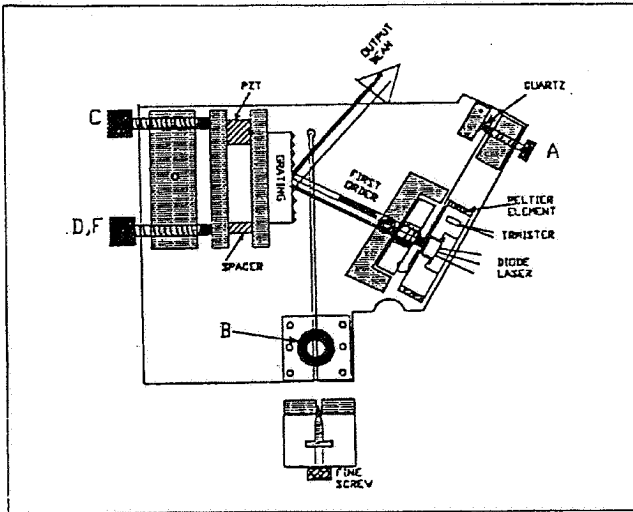 OUTPUT
BEAM
PZT
QUARTZ
C
A
GRATING
FIRST
ORDER
PELTIER
ELEMENT
TRMISTER
D,F
DIODE
LASER
SPACER
B
FINE
SCREW